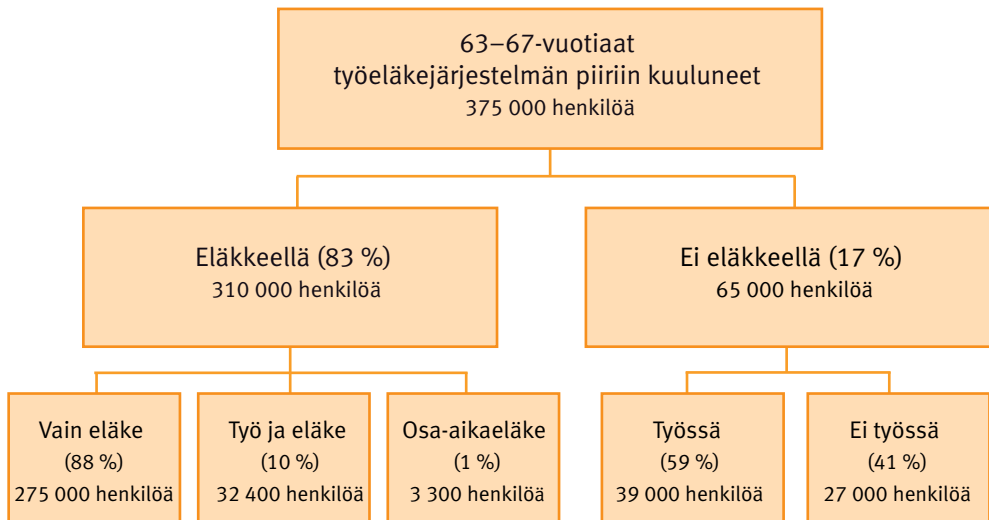 63–67-vuotiaat
työeläkejärjestelmän piiriin kuuluneet
375 000 henkilöä
Eläkkeellä (83 %)
310 000 henkilöä
Ei eläkkeellä (17 %)
65 000 henkilöä
Vain eläke
(88 %)
275 000 henkilöä
Työ ja eläke
(10 %)
32 400 henkilöä
Osa-aikaeläke
(1 %)
3 300 henkilöä
Työssä
(59 %)
39 000 henkilöä
Ei työssä
(41 %)
27 000 henkilöä